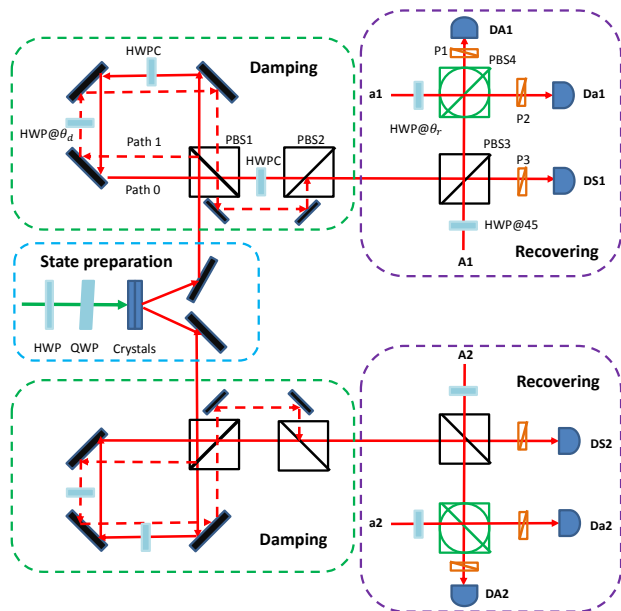 HWPC
Damping
HWP@θd
Path 1
Path 0
PBS1
HWPC
PBS2
DA1
P1
PBS4
a1
Da1
HWP@θr
P2
PBS3
P3
DS1
HWP@45
A1
Recovering
State preparation
HWP
QWP
Crystals
A2
Recovering
DS2
a2
Da2
Damping
DA2